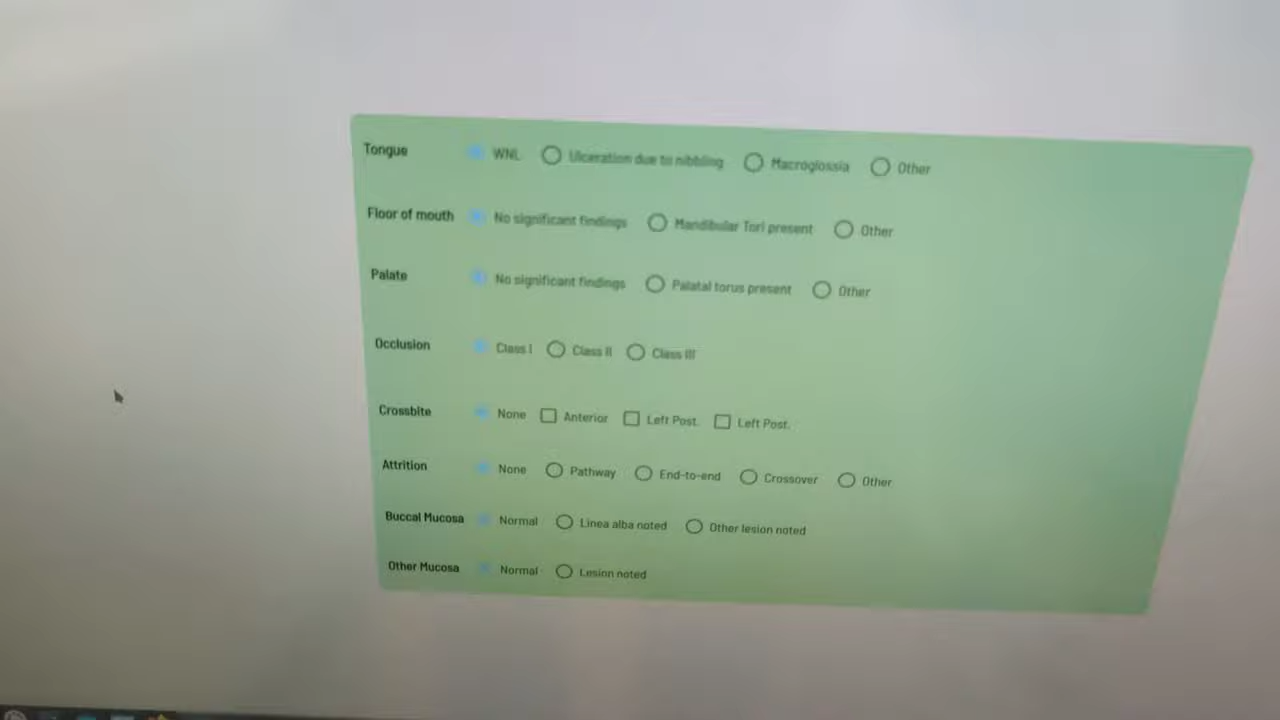 Tongue WNL Ulceration due to nibbling Macroglossia Other
Floor of mouth No significant findings Mandibular Tori present Other
Palate No significant findings Palatal torus present Other
Occlusion Class I Class II Class III
Crossbite None Anterior Left Post. Left Post.
Attrition None Pathway End-to-end Crossover Other
Buccal Mucosa Normal Linea alba noted Other lesion noted
Other Mucosa Normal Lesion noted